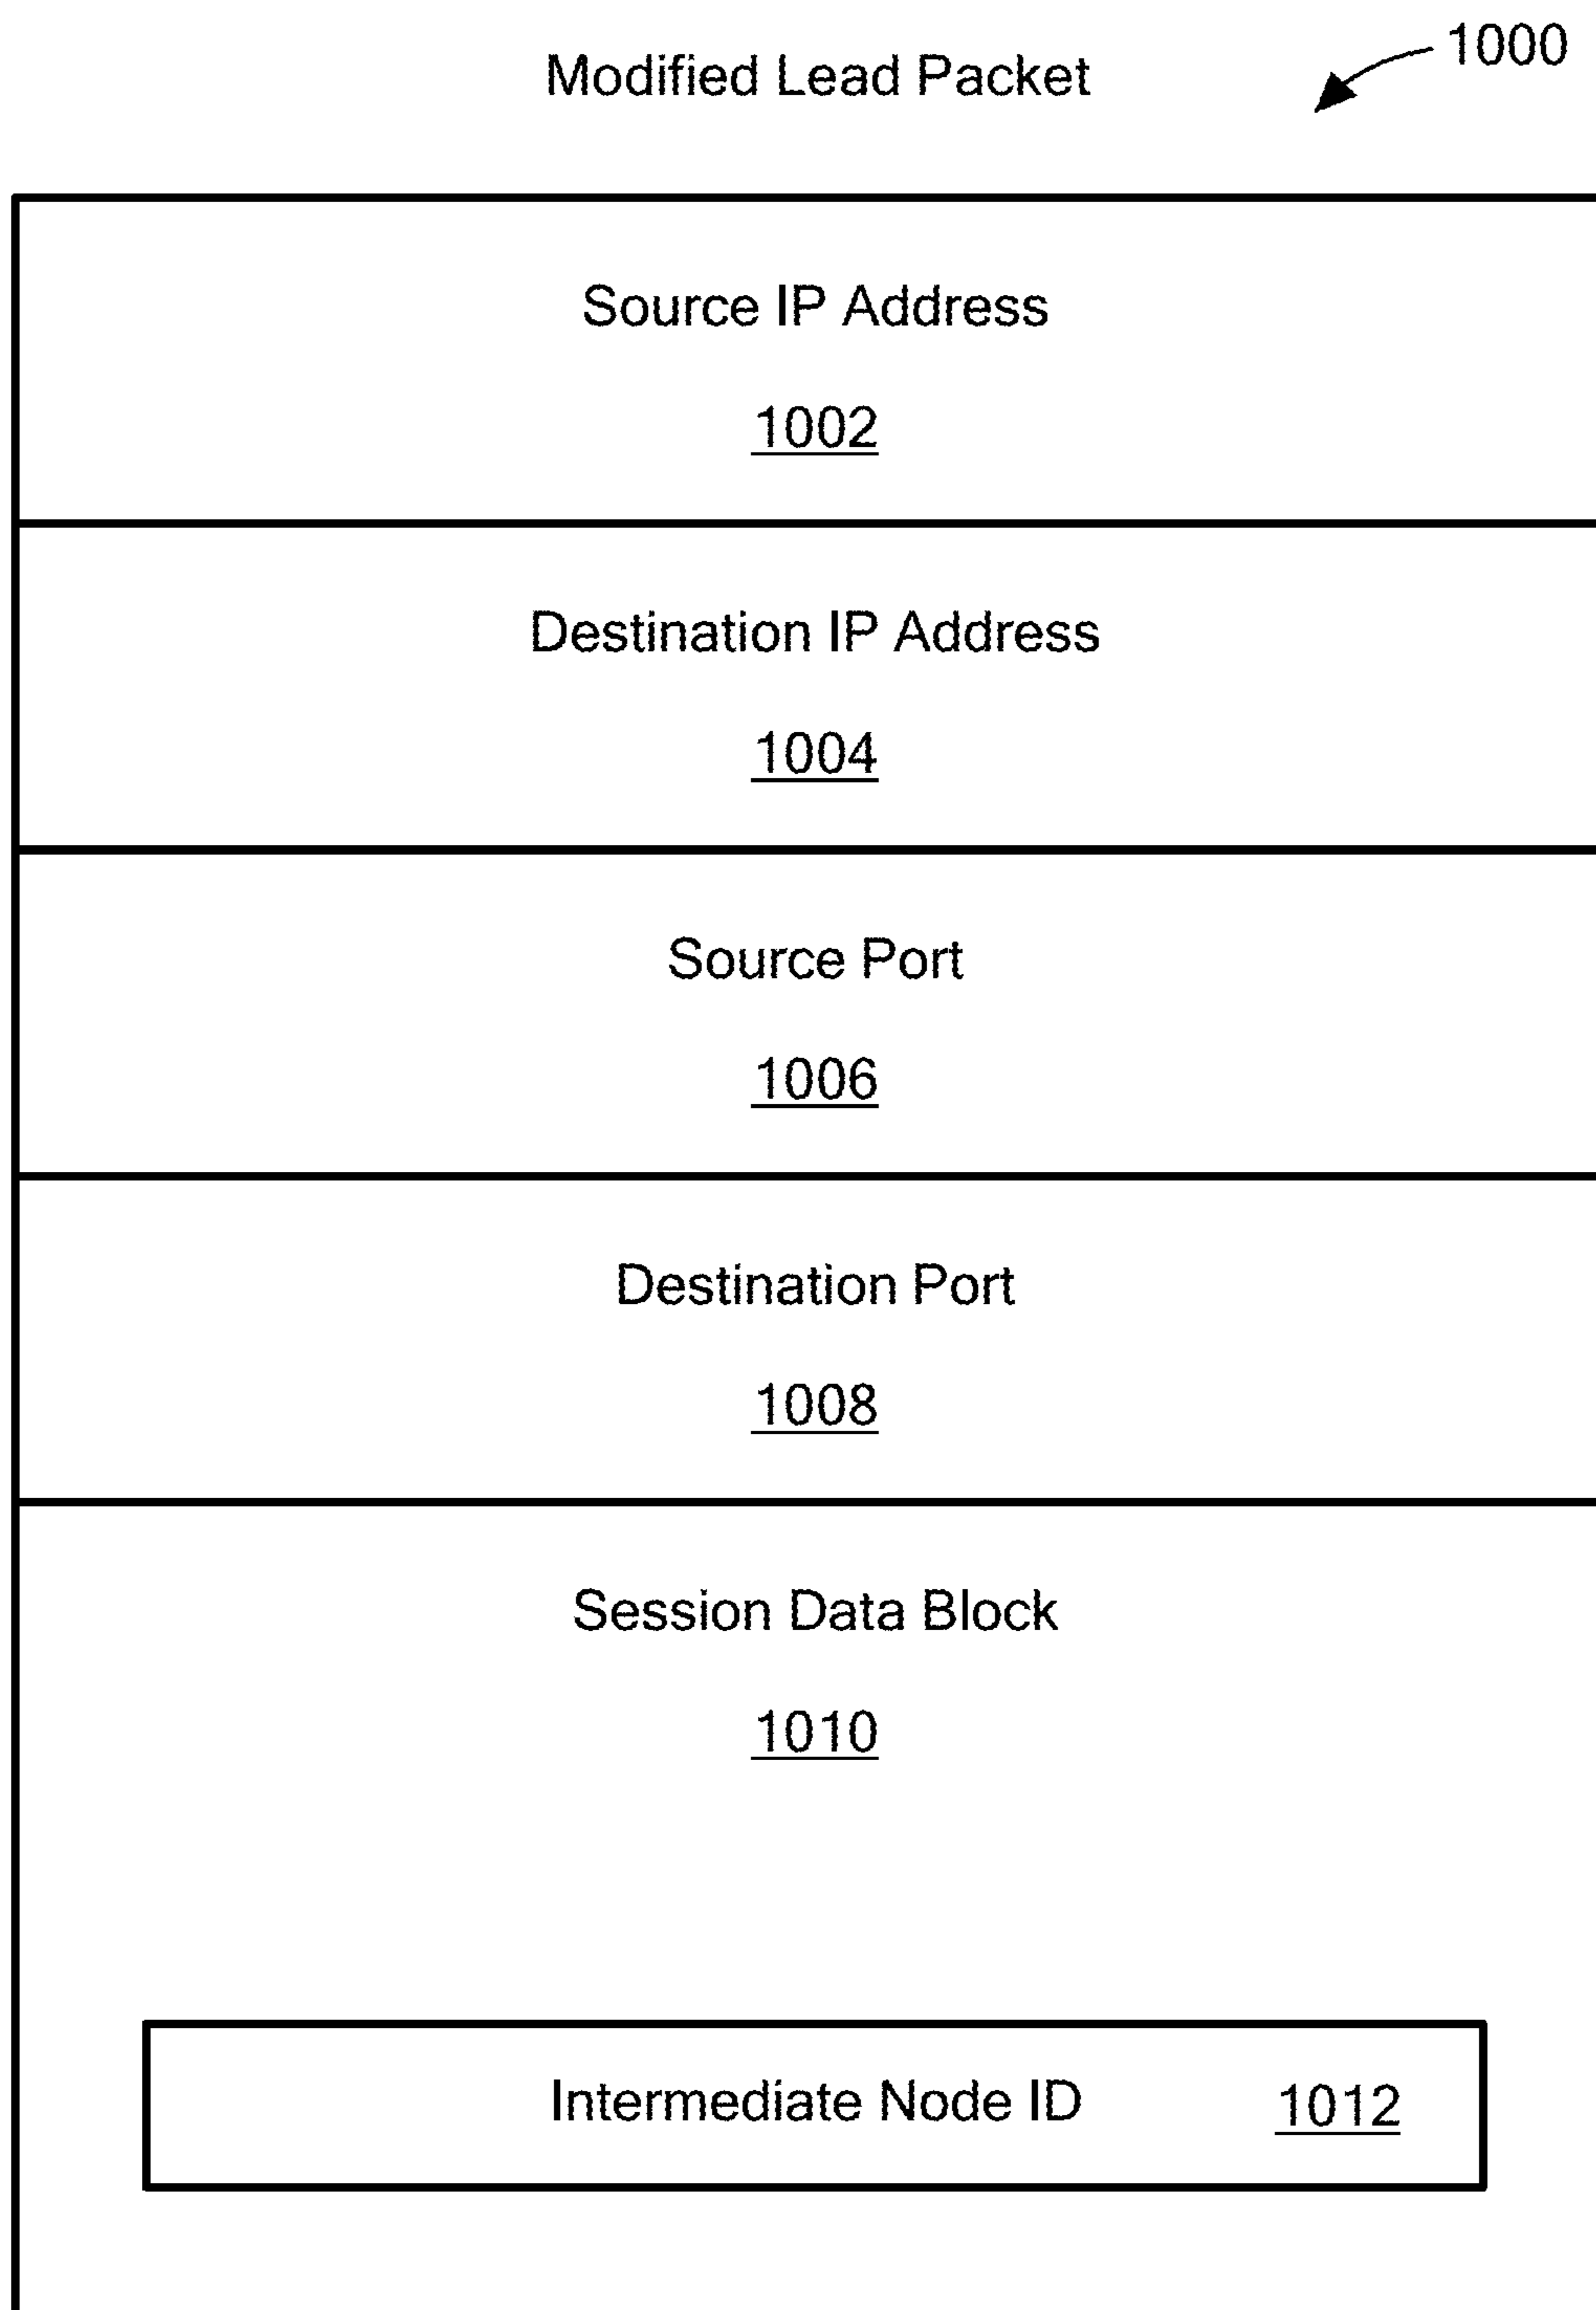 Modified Lead Packet
1000
Source IP Address
1002
Destination IP Address
1004
Source Port
1006
Destination Port
1008
Session Data Block
1010
Intermediate Node ID 1012